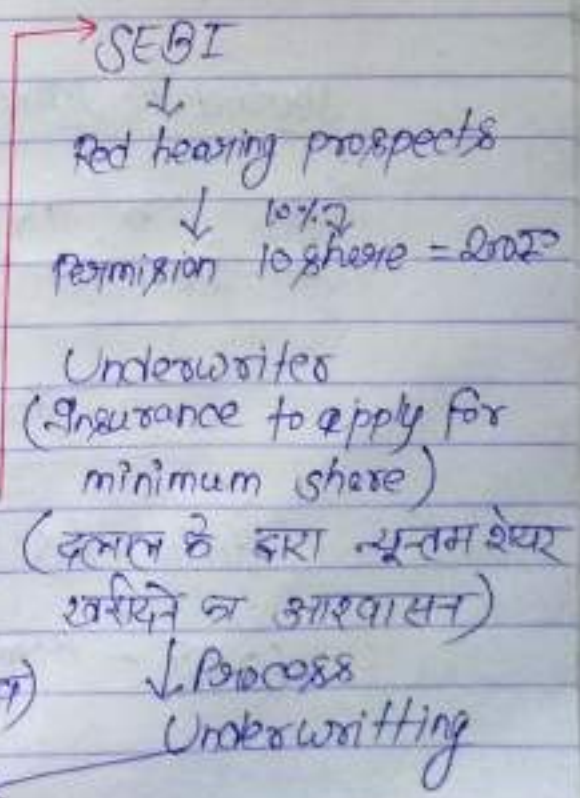 SEBI
↓
Red hearing prospects
↓ 10%
Permision 10 share = 200₹
Underwriter
(Insurance to apply for
minimum share)
(दलाल के द्वारा न्यूनतम शेयर
खरीदने का आश्वासन)
↓ Process
Underwritting